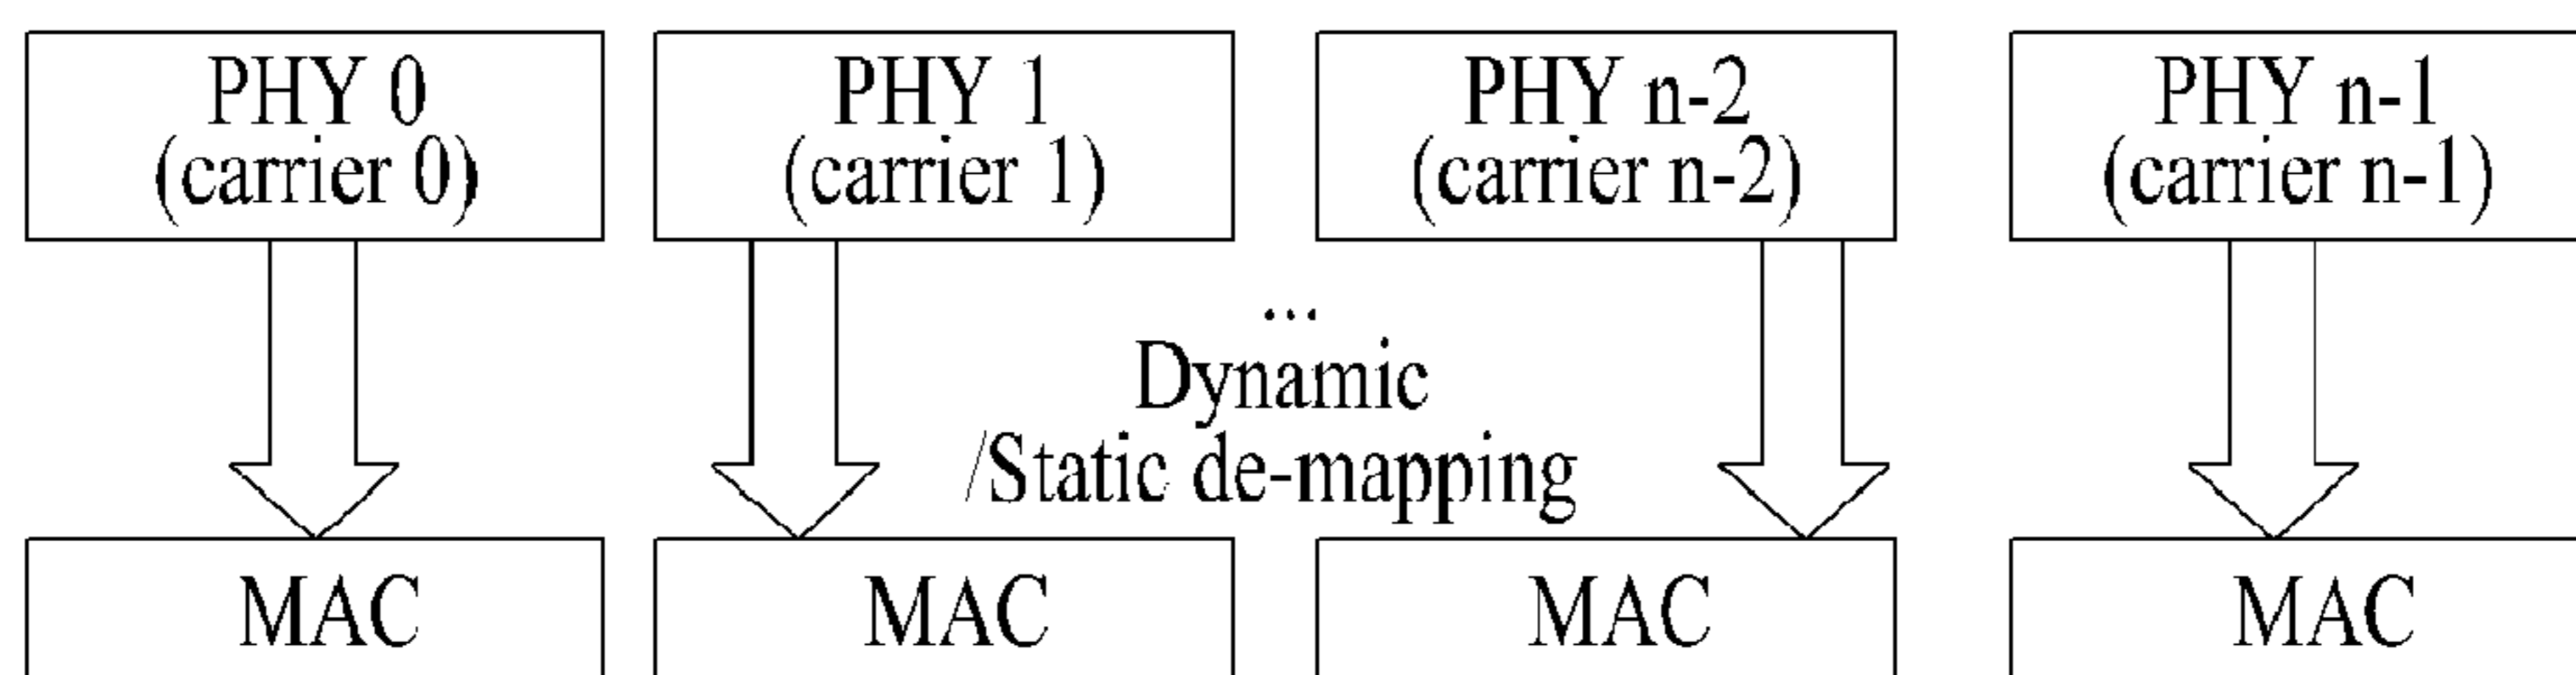 PHY 0
(carrier 0)
PHY 1
(carrier 1)
PHY n-2
(carrier n-2)
PHY n-1
(carrier n-1)
...
Dynamic
/Static de-mapping
MAC
MAC
MAC
MAC